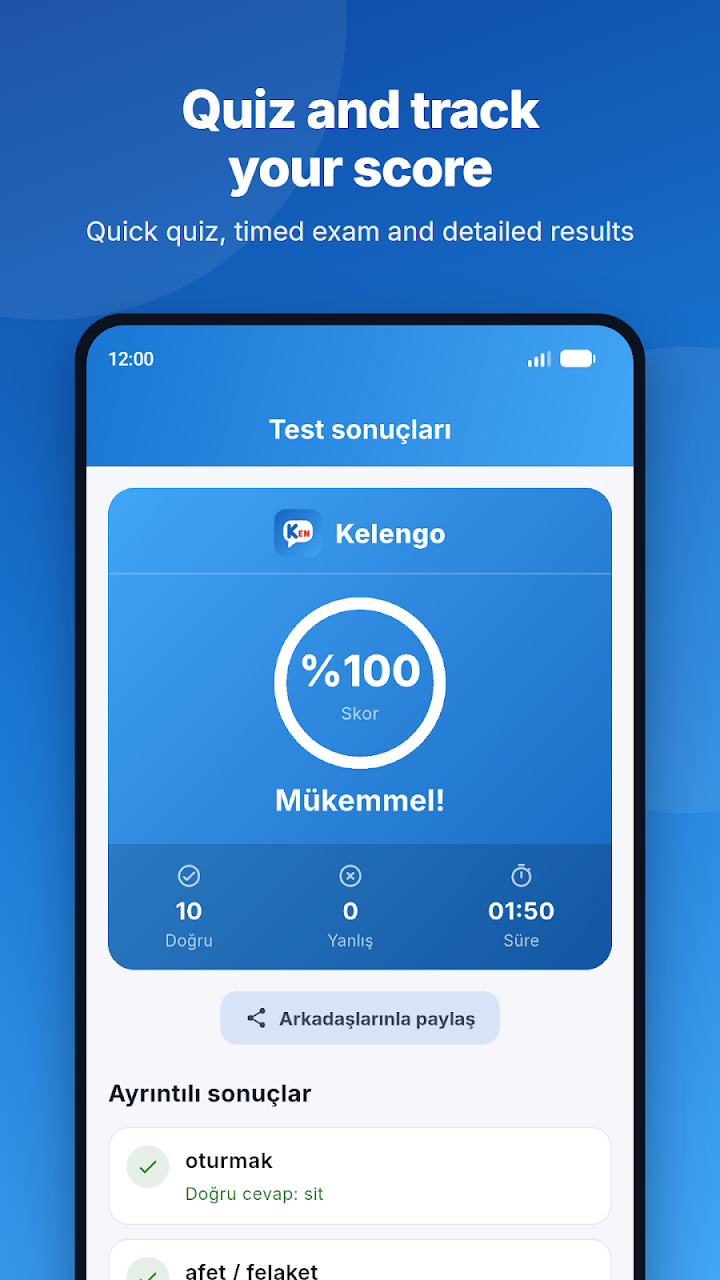 Quiz and track
your score
Quick quiz, timed exam and detailed results
12:00
Test sonuçları
KEN
Kelengo
%100
Skor
Mükemmel!
10
0
01:50
Doğru
Yanlış
Süre
Arkadaşlarınla paylaş
Ayrıntılı sonuçlar
oturmak
Doğru cevap: sit
afet / felaket